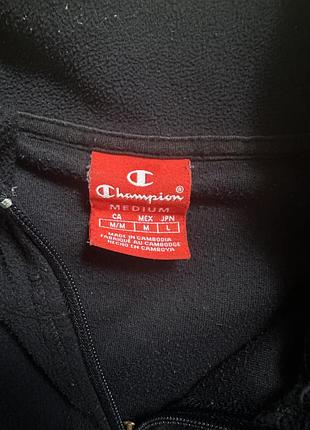 Champion®
MEDIUM
CA MEX JPN
M/M M L
MADE IN CAMBODIA
FABRIQUÉ AU CAMBODGE
HECHO EN CAMBOYA